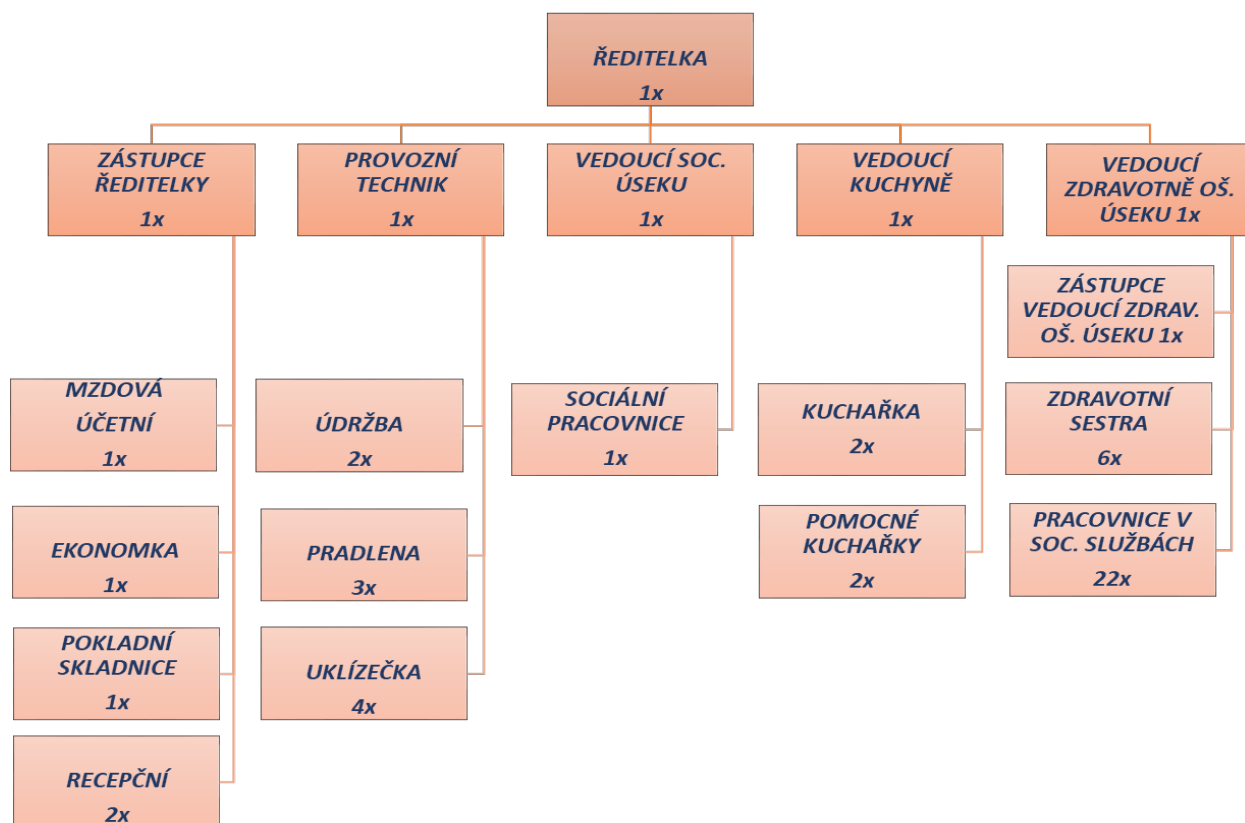 ŘEDITELKA
1x
ZÁSTUPCE
ŘEDITELKY
1x
PROVOZNÍ
TECHNIK
1x
VEDOUCÍ SOC.
ÚSEKU
1x
VEDOUCÍ
KUCHYNĚ
1x
VEDOUCÍ
ZDRAVOTNĚ OŠ.
ÚSEKU 1x
ZÁSTUPCE
VEDOUCÍ ZDRAV.
OŠ. ÚSEKU 1x
MZDOVÁ
ÚČETNÍ
1x
ÚDRŽBA
2x
SOCIÁLNÍ
PRACOVNICE
1x
KUCHAŘKA
2x
ZDRAVOTNÍ
SESTRA
6x
EKONOMKA
1x
PRADLENA
3x
POMOCNÉ
KUCHAŘKY
2x
PRACOVNICE V
SOC. SLUŽBÁCH
22x
POKLADNÍ
SKLADNICE
1x
UKLÍZEČKA
4x
RECEPČNÍ
2x